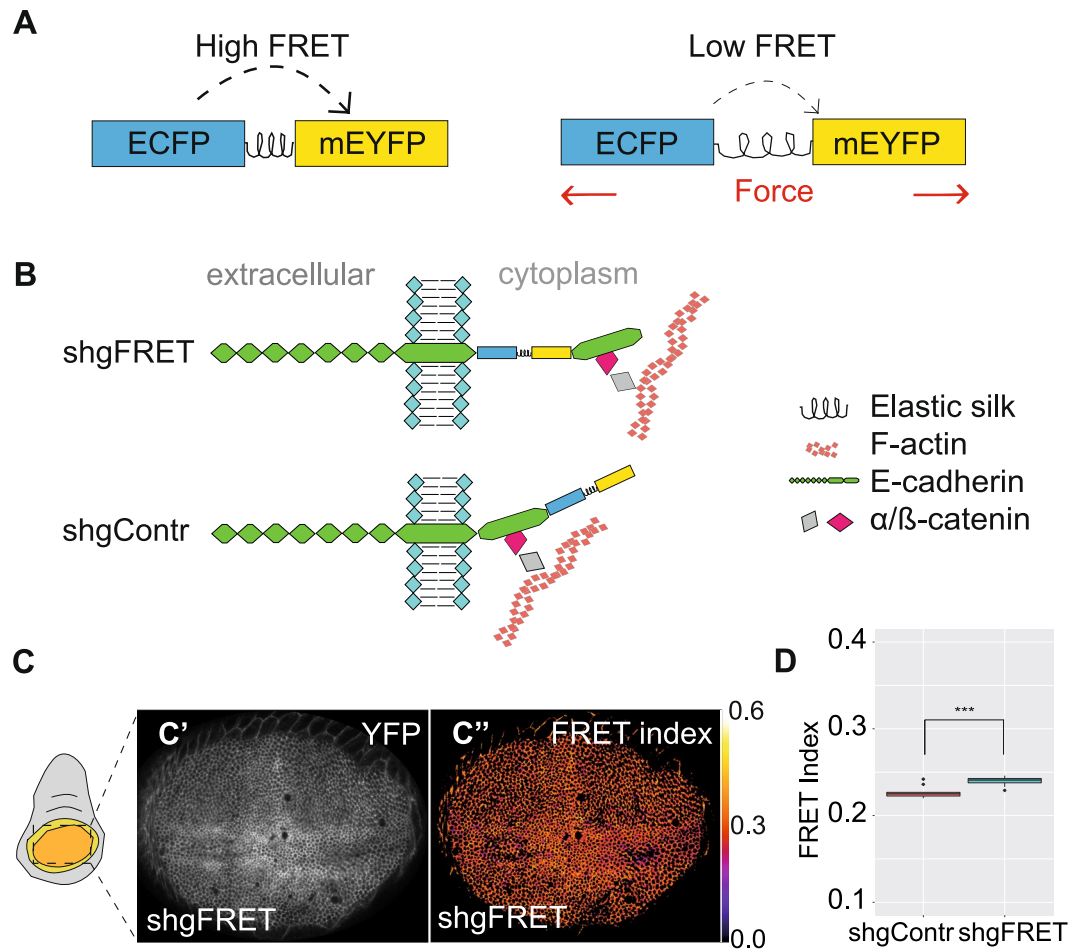 A
High FRET
Low FRET
ECFP
mEYFP
ECFP
mEYFP
Force
B
extracellular
cytoplasm
shgFRET
shgContr
Elastic silk
F-actin
E-cadherin
α/ß-catenin
C
C'
YFP
shgFRET
C''
FRET index
shgFRET
0.6
0.3
0.0
D
FRET Index
0.4
0.3
0.2
0.1
***
shgContr
shgFRET